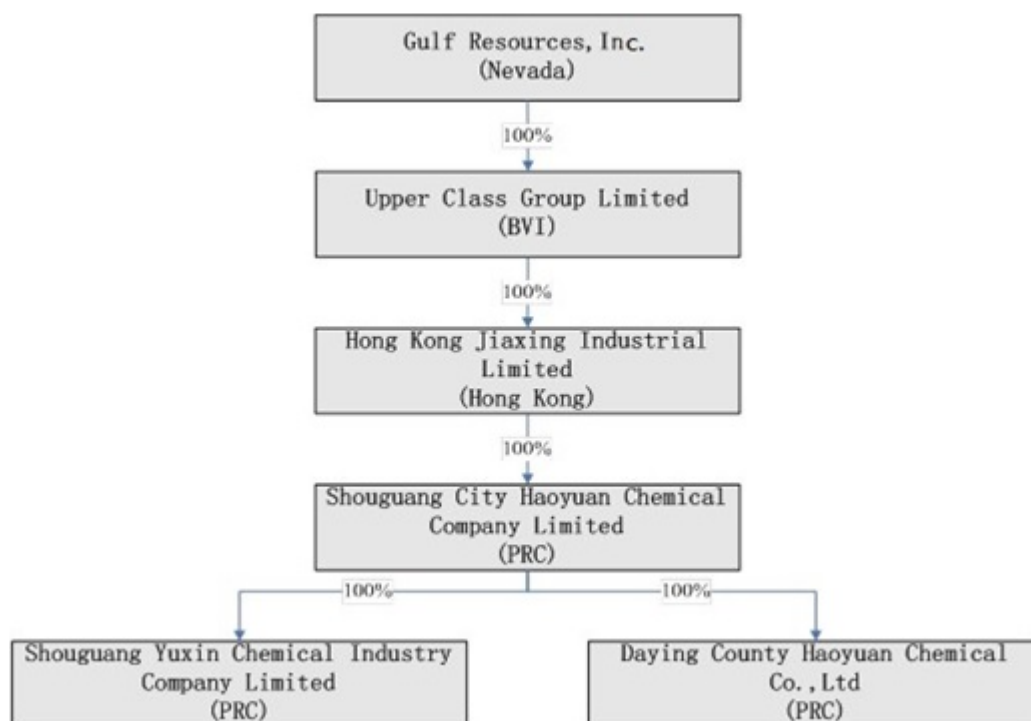 Gulf Resources, Inc.
(Nevada)
100%
Upper Class Group Limited
(BVI)
100%
Hong Kong Jiaxing Industrial
Limited
(Hong Kong)
100%
Shouguang City Haoyuan Chemical
Company Limited
(PRC)
100%
100%
Shouguang Yuxin Chemical Industry
Company Limited
(PRC)
Daying County Haoyuan Chemical
Co.,Ltd
(PRC)